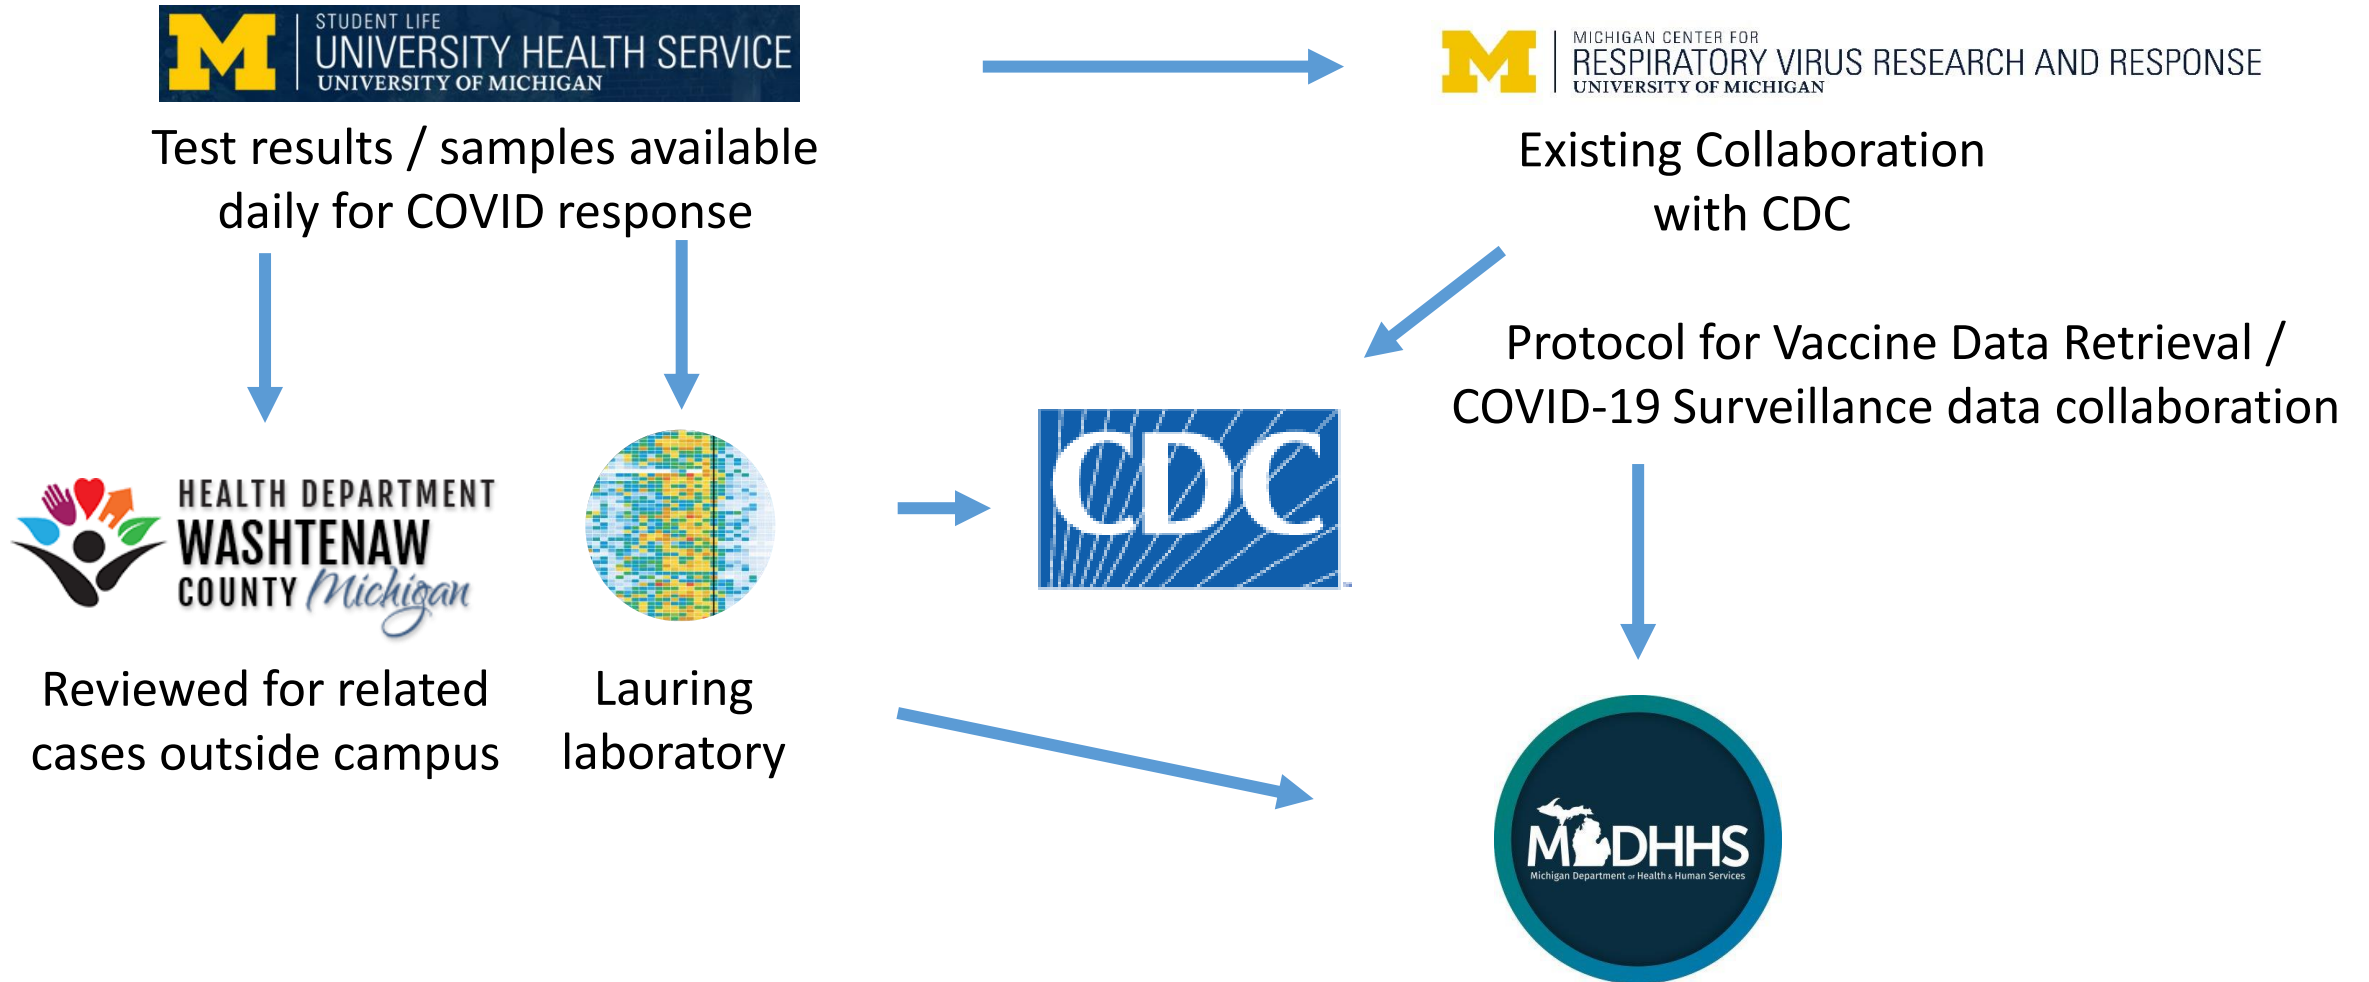 M
STUDENT LIFE
UNIVERSITY HEALTH SERVICE
UNIVERSITY OF MICHIGAN
Test results / samples available
daily for COVID response
M
MICHIGAN CENTER FOR
RESPIRATORY VIRUS RESEARCH AND RESPONSE
UNIVERSITY OF MICHIGAN
Existing Collaboration
with CDC
Protocol for Vaccine Data Retrieval /
COVID-19 Surveillance data collaboration
HEALTH DEPARTMENT
WASHTENAW
COUNTY Michigan
Reviewed for related
cases outside campus
Lauring
laboratory
CDC
MDHHS
Michigan Department of Health & Human Services